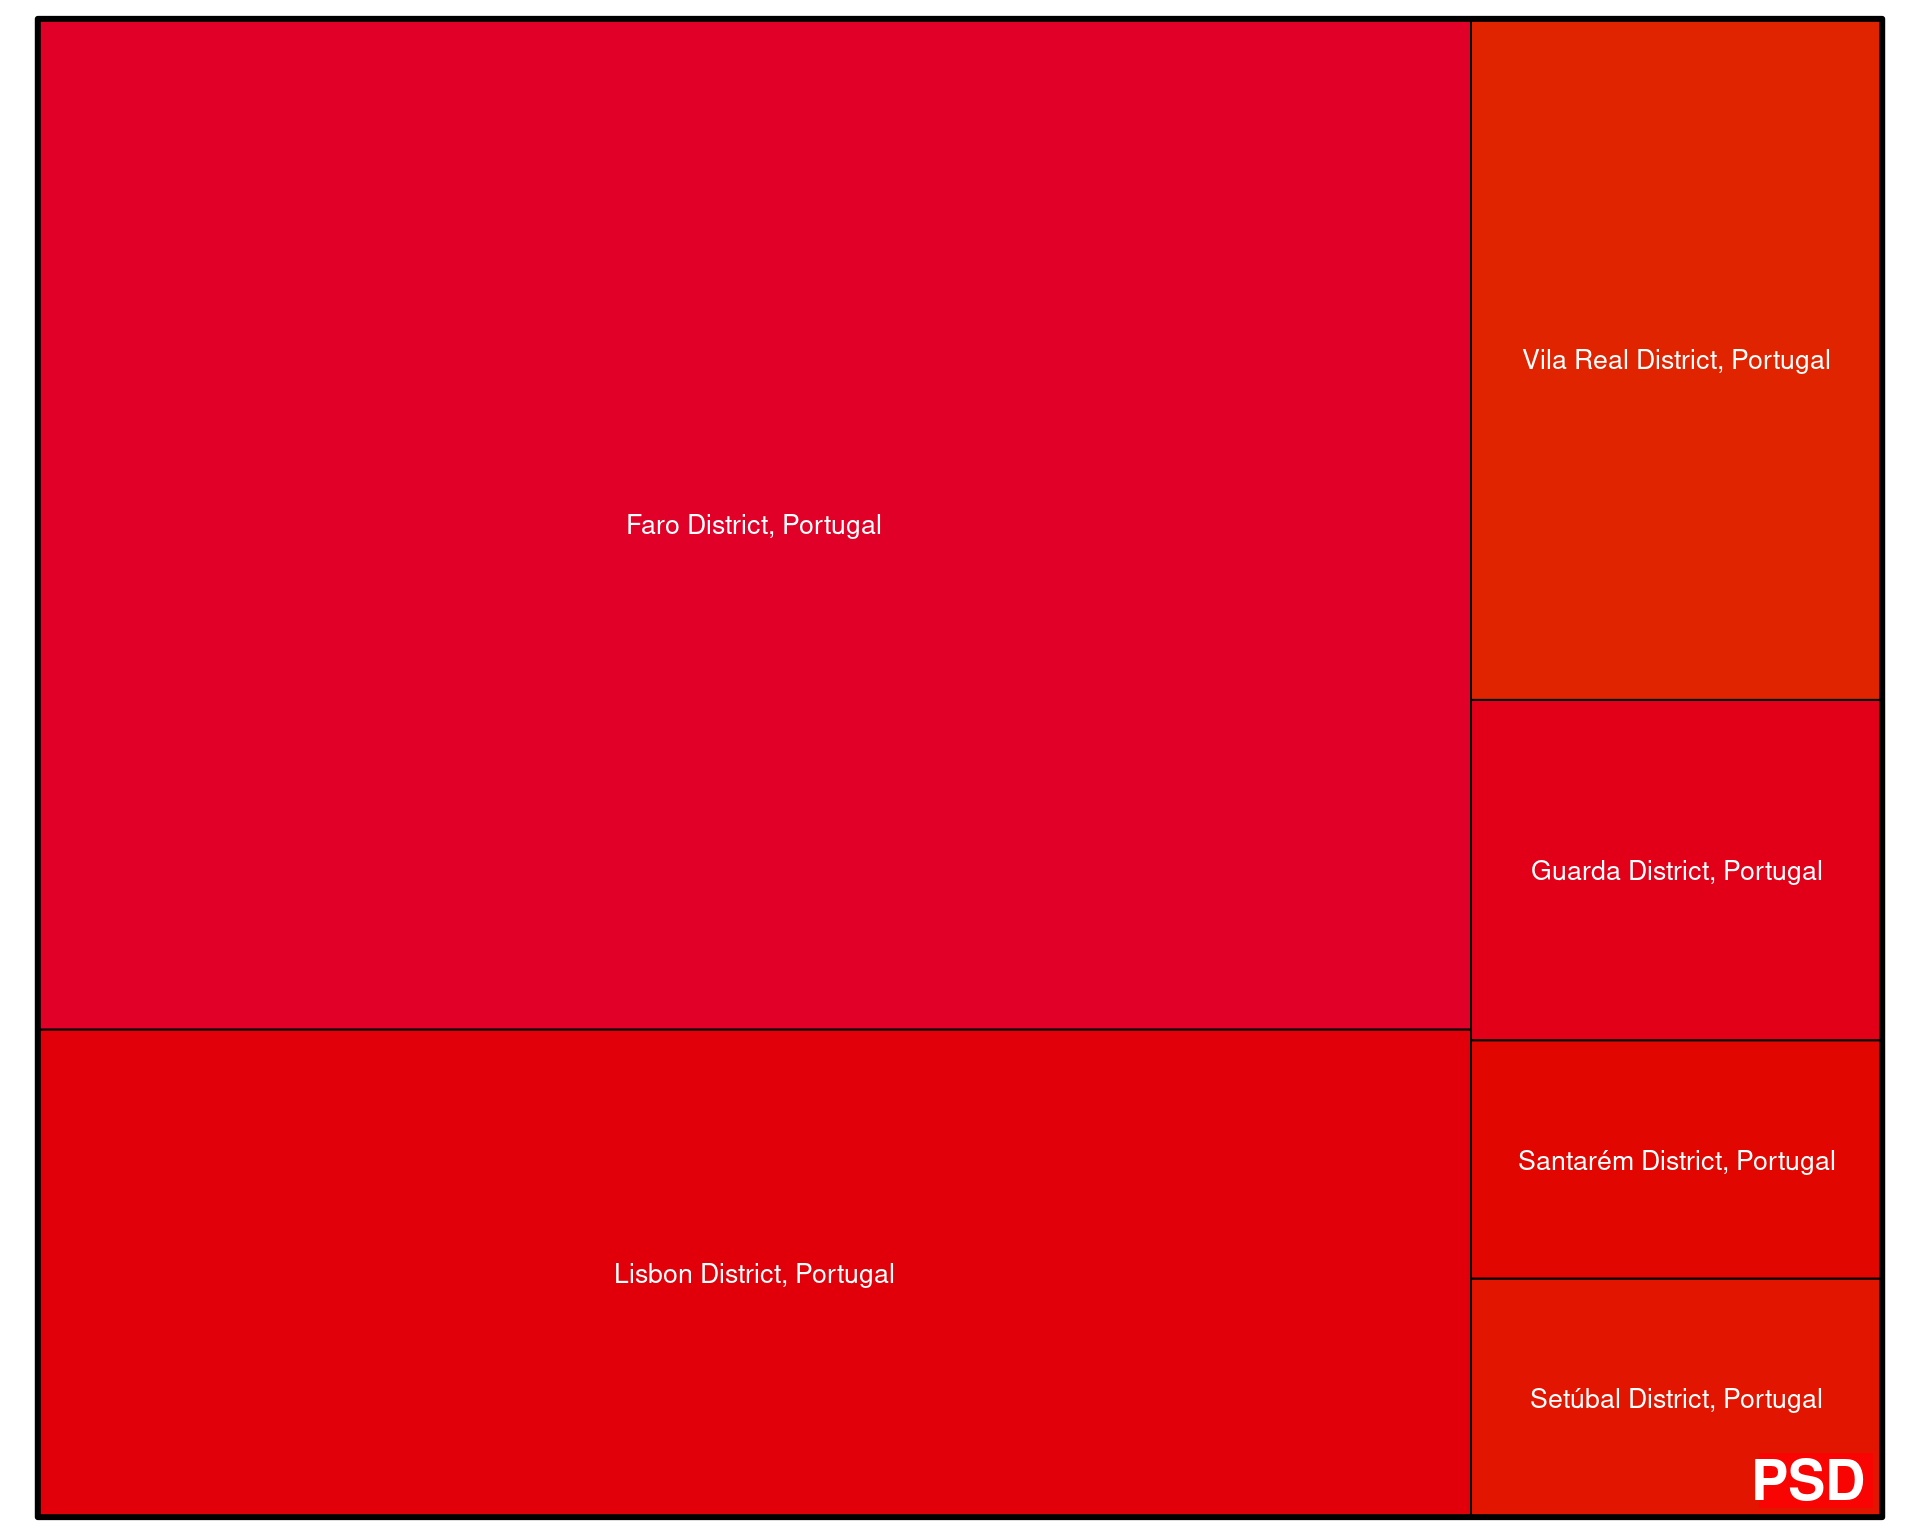 Faro District, Portugal
Lisbon District, Portugal
Vila Real District, Portugal
Guarda District, Portugal
Santarém District, Portugal
Setúbal District, Portugal
PSD